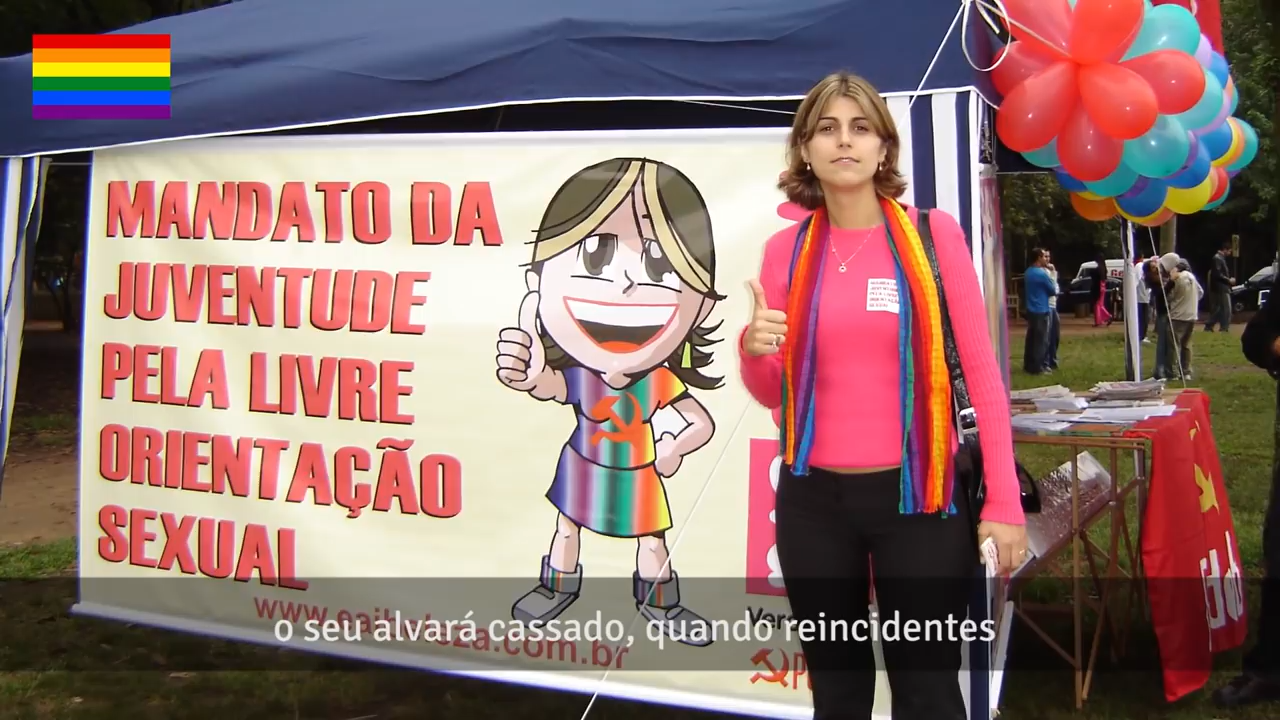 MANDATO DA
JUVENTUDE
PELA LIVRE
ORIENTAÇÃO
SEXUAL
o seu alvará cassado, quando reincidentes